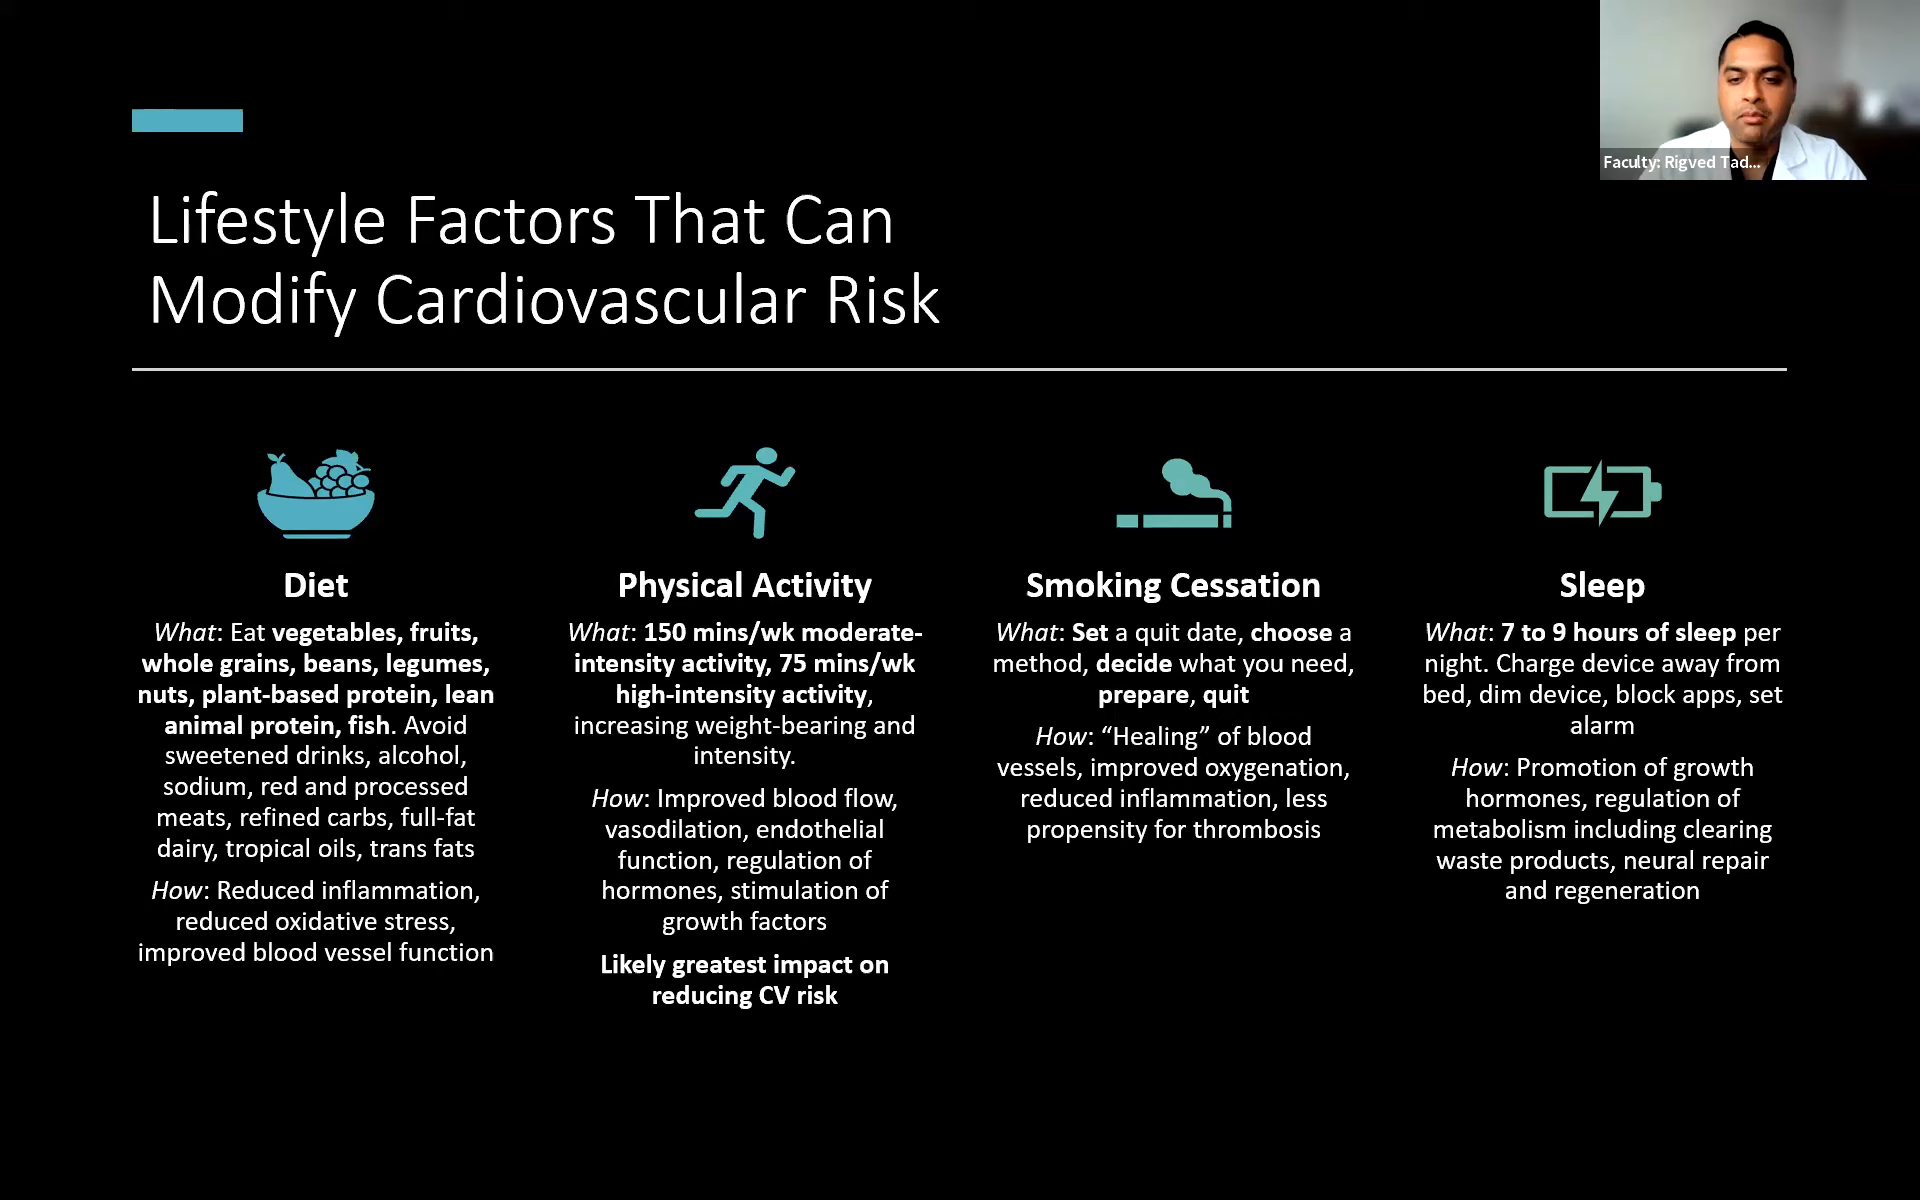 Faculty: Rigved Tad...
Lifestyle Factors That Can
Modify Cardiovascular Risk
Diet
What: Eat vegetables, fruits,
whole grains, beans, legumes,
nuts, plant-based protein, lean
animal protein, fish. Avoid
sweetened drinks, alcohol,
sodium, red and processed
meats, refined carbs, full-fat
dairy, tropical oils, trans fats
How: Reduced inflammation,
reduced oxidative stress,
improved blood vessel function
Physical Activity
What: 150 mins/wk moderate-
intensity activity, 75 mins/wk
high-intensity activity,
increasing weight-bearing and
intensity.
How: Improved blood flow,
vasodilation, endothelial
function, regulation of
hormones, stimulation of
growth factors
Likely greatest impact on
reducing CV risk
Smoking Cessation
What: Set a quit date, choose a
method, decide what you need,
prepare, quit
How: “Healing” of blood
vessels, improved oxygenation,
reduced inflammation, less
propensity for thrombosis
Sleep
What: 7 to 9 hours of sleep per
night. Charge device away from
bed, dim device, block apps, set
alarm
How: Promotion of growth
hormones, regulation of
metabolism including clearing
waste products, neural repair
and regeneration